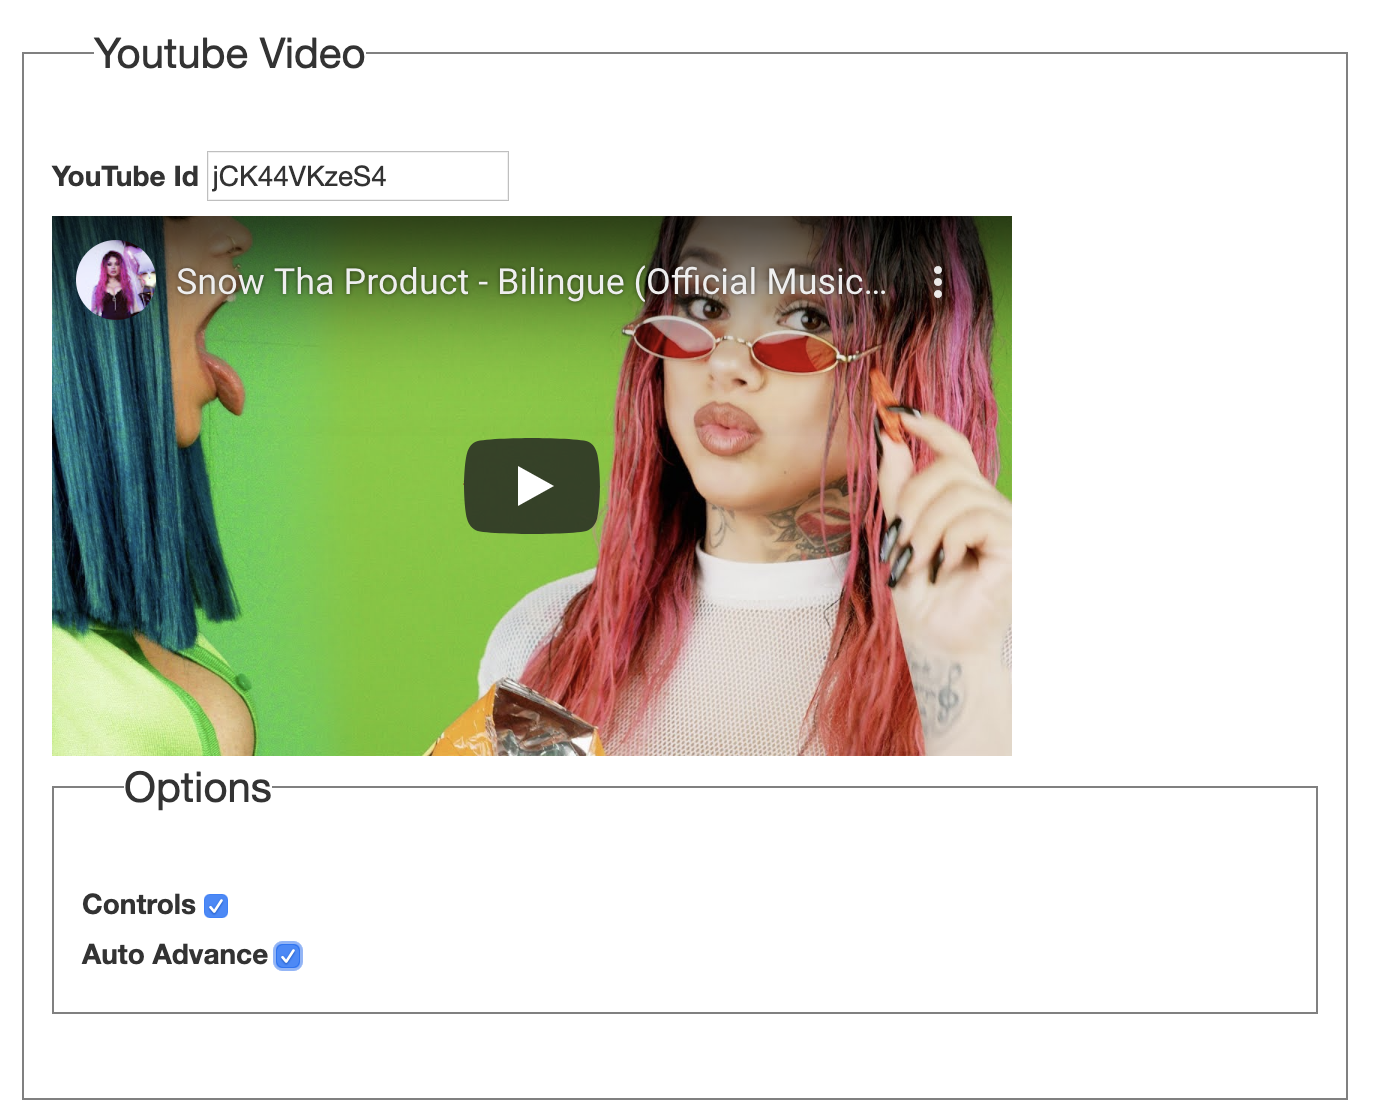 Youtube Video
YouTube Id jCK44VKzeS4
Snow Tha Product - Bilingue (Official Music...
Options
Controls
Auto Advance